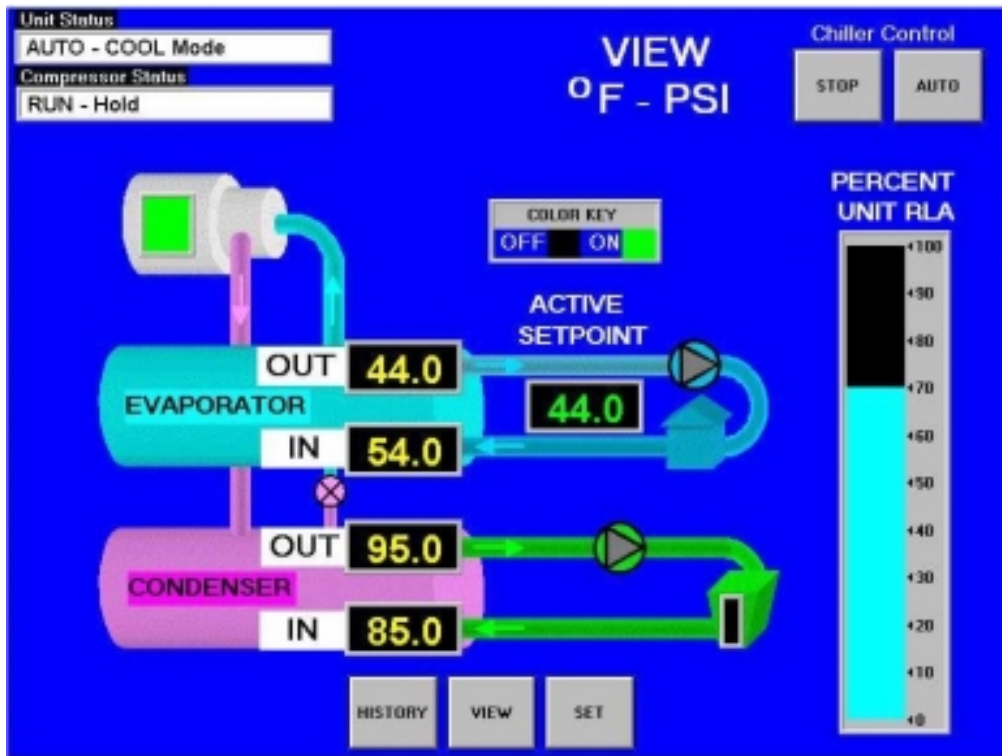 Unit Status
AUTO - COOL Mode
Compressor Status
RUN - Hold
VIEW
ºF - PSI
Chiller Control
STOP
AUTO
PERCENT
UNIT RLA
COLOR KEY
OFF ON
ACTIVE
SETPOINT
44.0
OUT 44.0
EVAPORATOR
IN 54.0
OUT 95.0
CONDENSER
IN 85.0
100
90
80
70
60
50
40
30
20
10
0
HISTORY
VIEW
SET